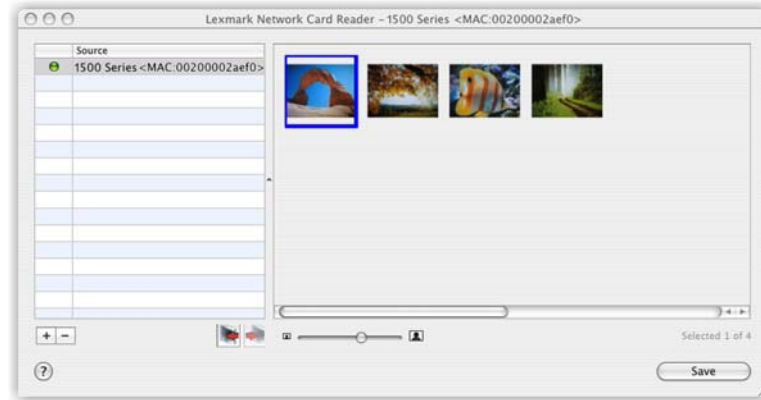 Lexmark Network Card Reader – 1500 Series <MAC:00200002aef0>
Source
1500 Series <MAC:00200002aef0>
+ −
Selected 1 of 4
? Save